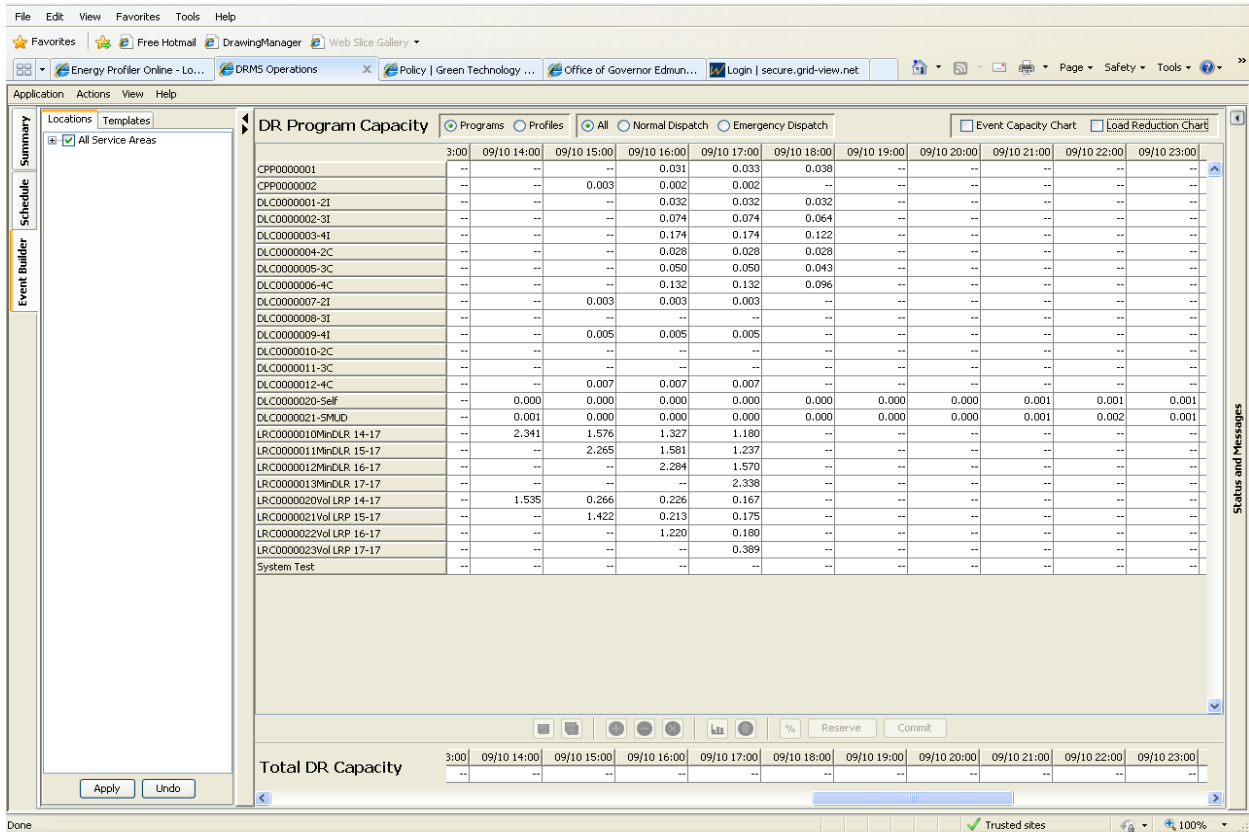 File Edit View Favorites Tools Help
Favorites Free Hotmail DrawingManager Web Slice Gallery
Energy Profiler Online - Lo... DRMS Operations X Policy | Green Technology ... Office of Governor Edmun... Login | secure.grid-view.net Page Safety Tools »
Application Actions View Help
Summary
Schedule
Event Builder
Locations Templates
All Service Areas
Apply Undo
DR Program Capacity Programs Profiles All Normal Dispatch Emergency Dispatch Event Capacity Chart Load Reduction Chart
3:00 09/10 14:00 09/10 15:00 09/10 16:00 09/10 17:00 09/10 18:00 09/10 19:00 09/10 20:00 09/10 21:00 09/10 22:00 09/10 23:00
CPP0000001 -- -- -- 0.031 0.033 0.038 -- -- -- -- --
CPP0000002 -- -- 0.003 0.002 0.002 -- -- -- -- -- --
DLC0000001-2I -- -- -- 0.032 0.032 0.032 -- -- -- -- --
DLC0000002-3I -- -- -- 0.074 0.074 0.064 -- -- -- -- --
DLC0000003-4I -- -- -- 0.174 0.174 0.122 -- -- -- -- --
DLC0000004-2C -- -- -- 0.028 0.028 0.028 -- -- -- -- --
DLC0000005-3C -- -- -- 0.050 0.050 0.043 -- -- -- -- --
DLC0000006-4C -- -- -- 0.132 0.132 0.096 -- -- -- -- --
DLC0000007-2I -- -- 0.003 0.003 0.003 -- -- -- -- -- --
DLC0000008-3I -- -- -- -- -- -- -- -- -- -- --
DLC0000009-4I -- -- 0.005 0.005 0.005 -- -- -- -- -- --
DLC0000010-2C -- -- -- -- -- -- -- -- -- -- --
DLC0000011-3C -- -- -- -- -- -- -- -- -- -- --
DLC0000012-4C -- -- 0.007 0.007 0.007 -- -- -- -- -- --
DLC0000020-Self -- 0.000 0.000 0.000 0.000 0.000 0.000 0.000 0.001 0.001 0.001
DLC0000021-SMUD -- 0.001 0.000 0.000 0.000 0.000 0.000 0.000 0.001 0.002 0.001
LRC0000010MinDLR 14-17 -- 2.341 1.576 1.327 1.180 -- -- -- -- -- --
LRC0000011MinDLR 15-17 -- -- 2.265 1.581 1.237 -- -- -- -- -- --
LRC0000012MinDLR 16-17 -- -- -- 2.284 1.570 -- -- -- -- -- --
LRC0000013MinDLR 17-17 -- -- -- -- 2.338 -- -- -- -- -- --
LRC0000020Vol LRP 14-17 -- 1.535 0.266 0.226 0.167 -- -- -- -- -- --
LRC0000021Vol LRP 15-17 -- -- 1.422 0.213 0.175 -- -- -- -- -- --
LRC0000022Vol LRP 16-17 -- -- -- 1.220 0.180 -- -- -- -- -- --
LRC0000023Vol LRP 17-17 -- -- -- -- 0.389 -- -- -- -- -- --
System Test -- -- -- -- -- -- -- -- -- -- --
% Reserve Commit
Total DR Capacity
3:00 09/10 14:00 09/10 15:00 09/10 16:00 09/10 17:00 09/10 18:00 09/10 19:00 09/10 20:00 09/10 21:00 09/10 22:00 09/10 23:00
-- -- -- -- -- -- -- -- -- -- --
Status and Messages
Done Trusted sites 100%